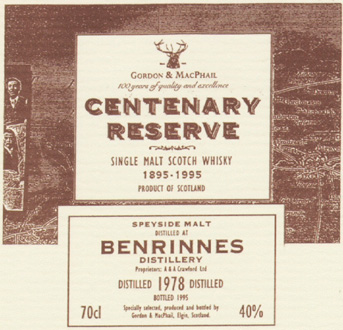 GORDON & MACPHAIL
100 years of quality and excellence
CENTENARY
RESERVE
SINGLE MALT SCOTCH WHISKY
1895-1995
PRODUCT OF SCOTLAND
SPEYSIDE MALT
DISTILLED AT
BENRINNES
DISTILLERY
Proprietors: A & A Crawford Ltd
DISTILLED 1978 DISTILLED
BOTTLED 1995
70cl
Specially selected, produced and bottled by
Gordon & MacPhail, Elgin, Scotland.
40%